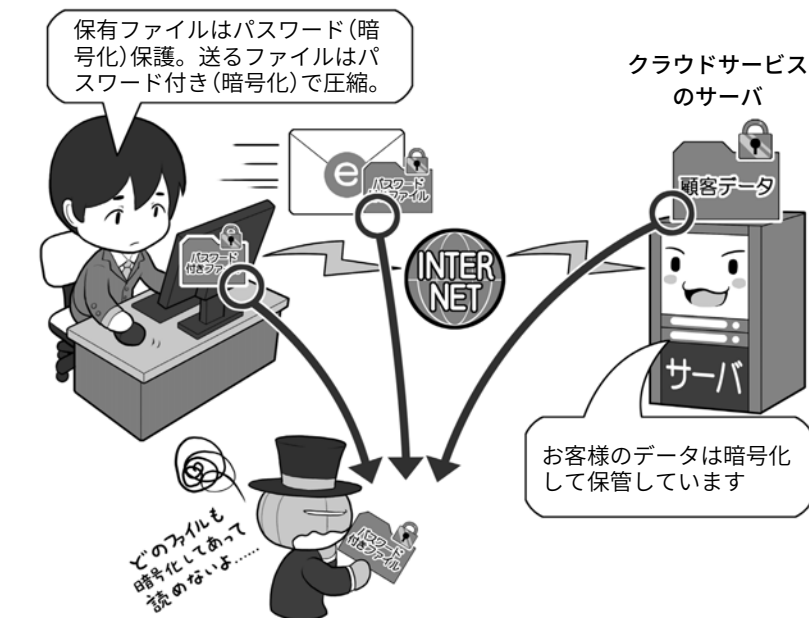 保有ファイルはパスワード(暗
号化)保護。送るファイルはパ
スワード付き(暗号化)で圧縮。
クラウドサービス
のサーバ
e
パスワード
付きファイル
顧客データ
パスワード
付きファイル
INTER
NET
サーバ
お客様のデータは暗号化
して保管しています
どのファイルも
暗号化してあって
読めないよ……
パスワード
付きファイル